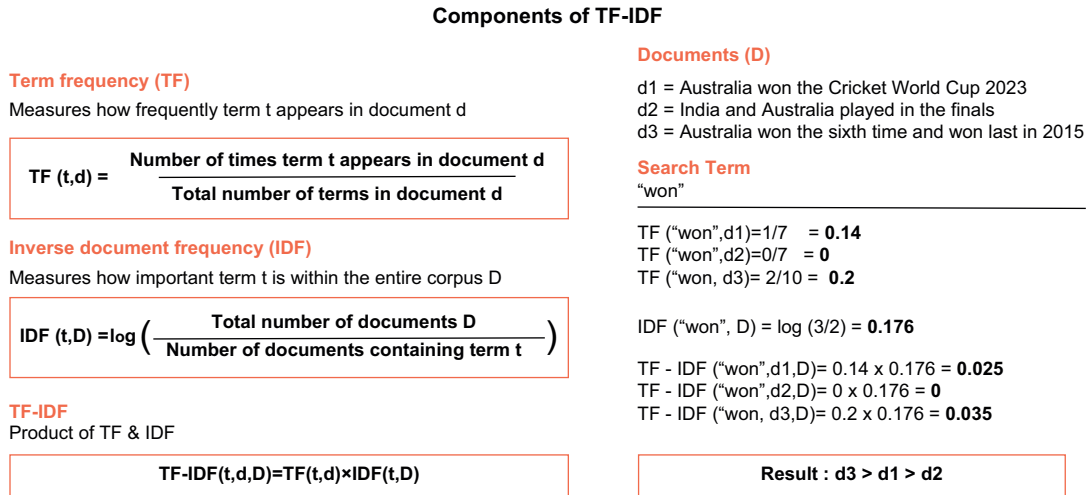 Components of TF-IDF
Term frequency (TF)
Measures how frequently term t appears in document d
TF (t,d) =
Number of times term t appears in document d
Total number of terms in document d
Inverse document frequency (IDF)
Measures how important term t is within the entire corpus D
IDF (t,D) =log (
Total number of documents D
Number of documents containing term t
)
TF-IDF
Product of TF & IDF
TF-IDF(t,d,D)=TF(t,d)×IDF(t,D)
Documents (D)
d1 = Australia won the Cricket World Cup 2023
d2 = India and Australia played in the finals
d3 = Australia won the sixth time and won last in 2015
Search Term
“won”
TF (“won”,d1)=1/7 = 0.14
TF (“won”,d2)=0/7 = 0
TF (“won, d3)= 2/10 = 0.2
IDF (“won”, D) = log (3/2) = 0.176
TF - IDF (“won”,d1,D)= 0.14 x 0.176 = 0.025
TF - IDF (“won”,d2,D)= 0 x 0.176 = 0
TF - IDF (“won, d3,D)= 0.2 x 0.176 = 0.035
Result : d3 > d1 > d2